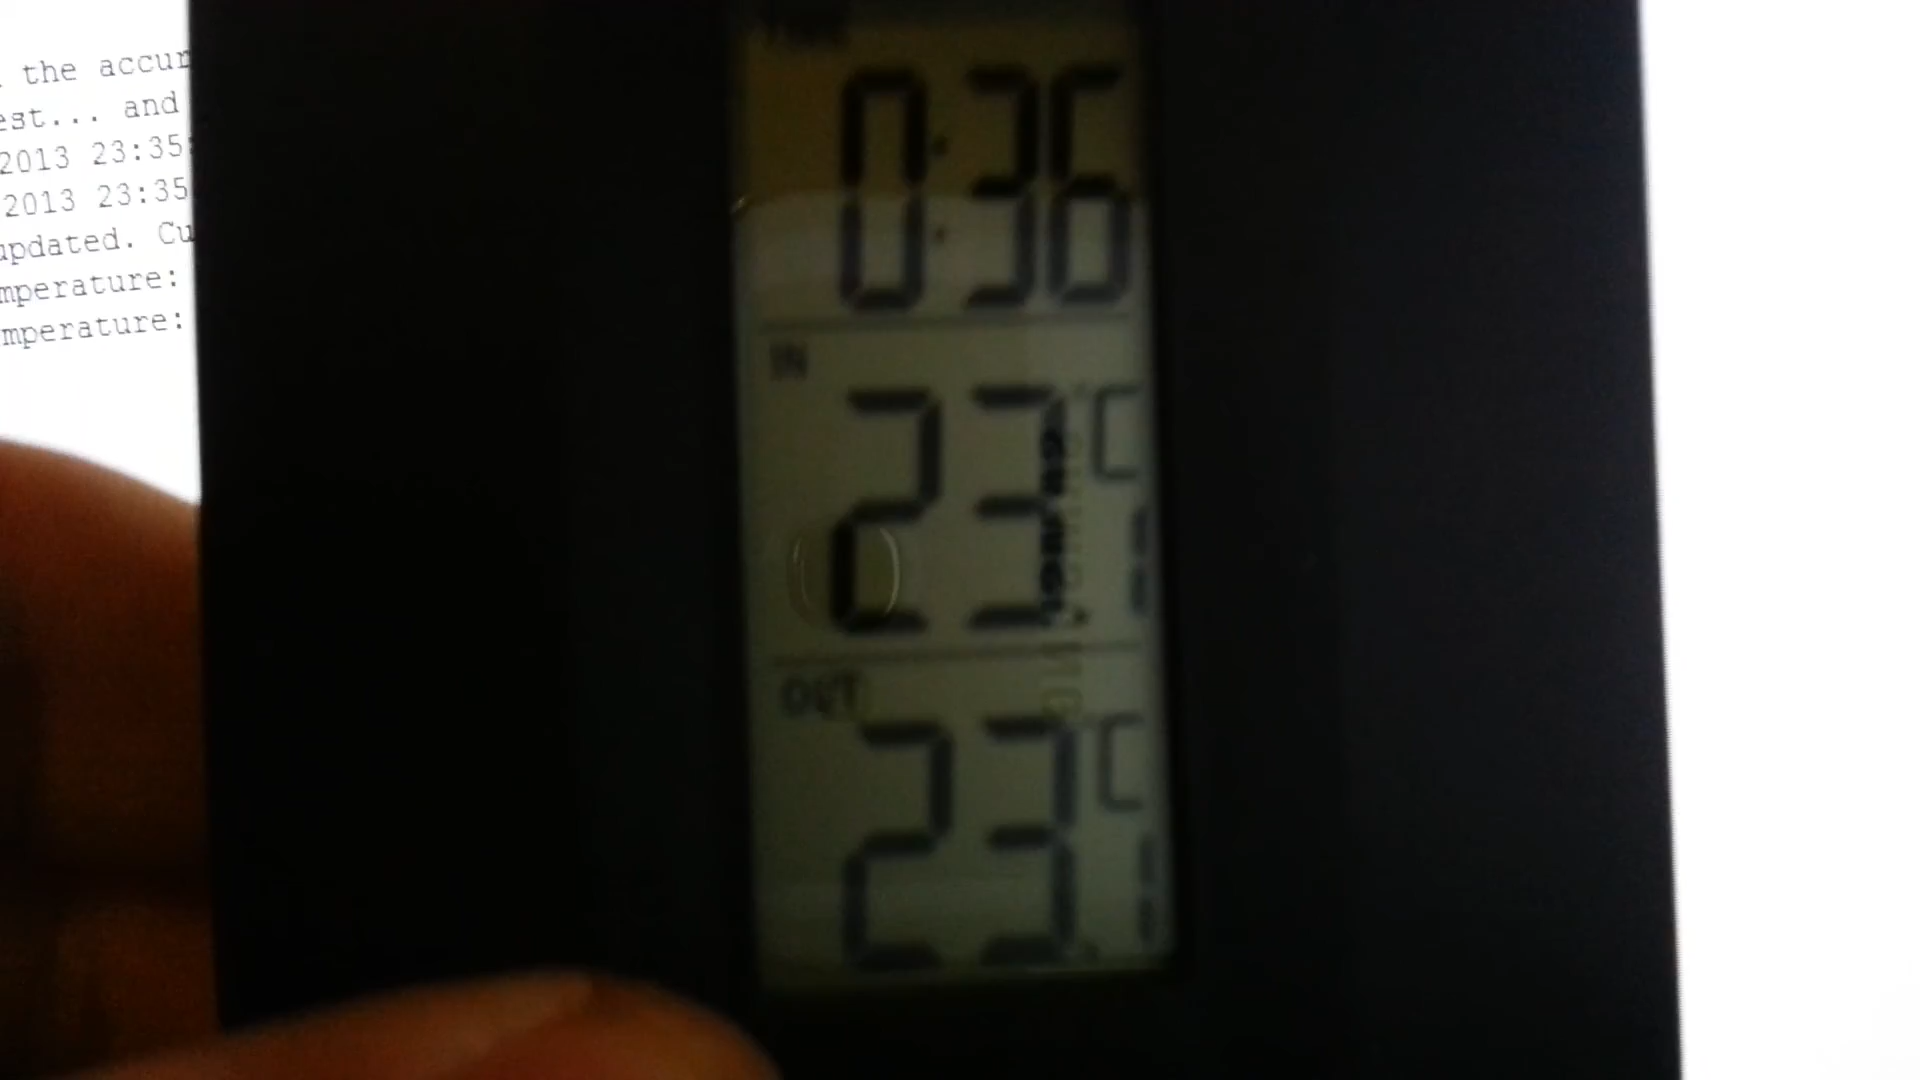 the accur
est... and
2013 23:35
2013 23:35
updated. Cu
mperature:
mperature:
TIME
0:36
IN
23 °C
OUT
23 °C